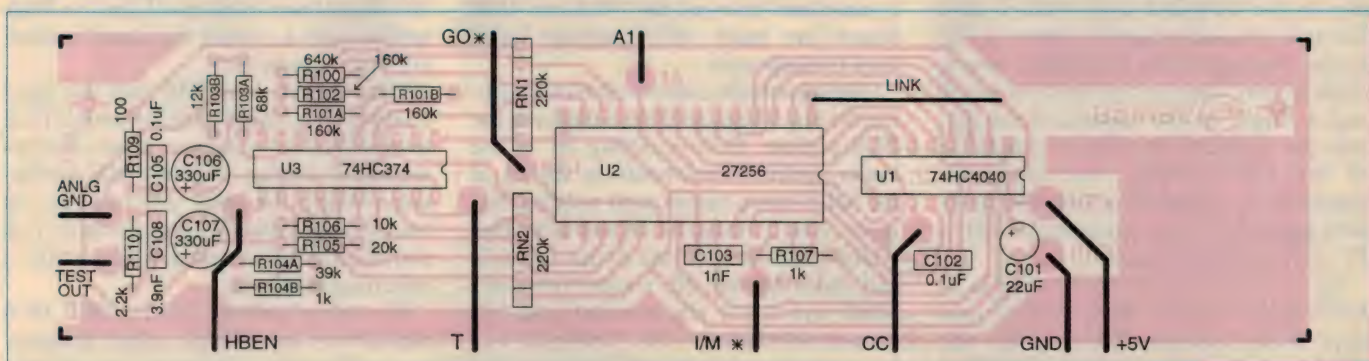 GO *
A1
640k
160k
R100
R102
R101A
160k
R101B
160k
12k
R103B
R103A
68k
RN1
220k
LINK
100
0.1uF
R109
C105
C106
330uF
+
U3 74HC374
U2 27256
U1 74HC4040
ANLG
GND
R110
C108
C107
330uF
+
R106 10k
R105 20k
R104A 39k
R104B 1k
RN2
220k
C103
1nF
R107
1k
C102
0.1uF
+
C101
22uF
TEST
OUT
2.2k
3.9nF
HBEN
T
I/M *
CC
GND
+5V